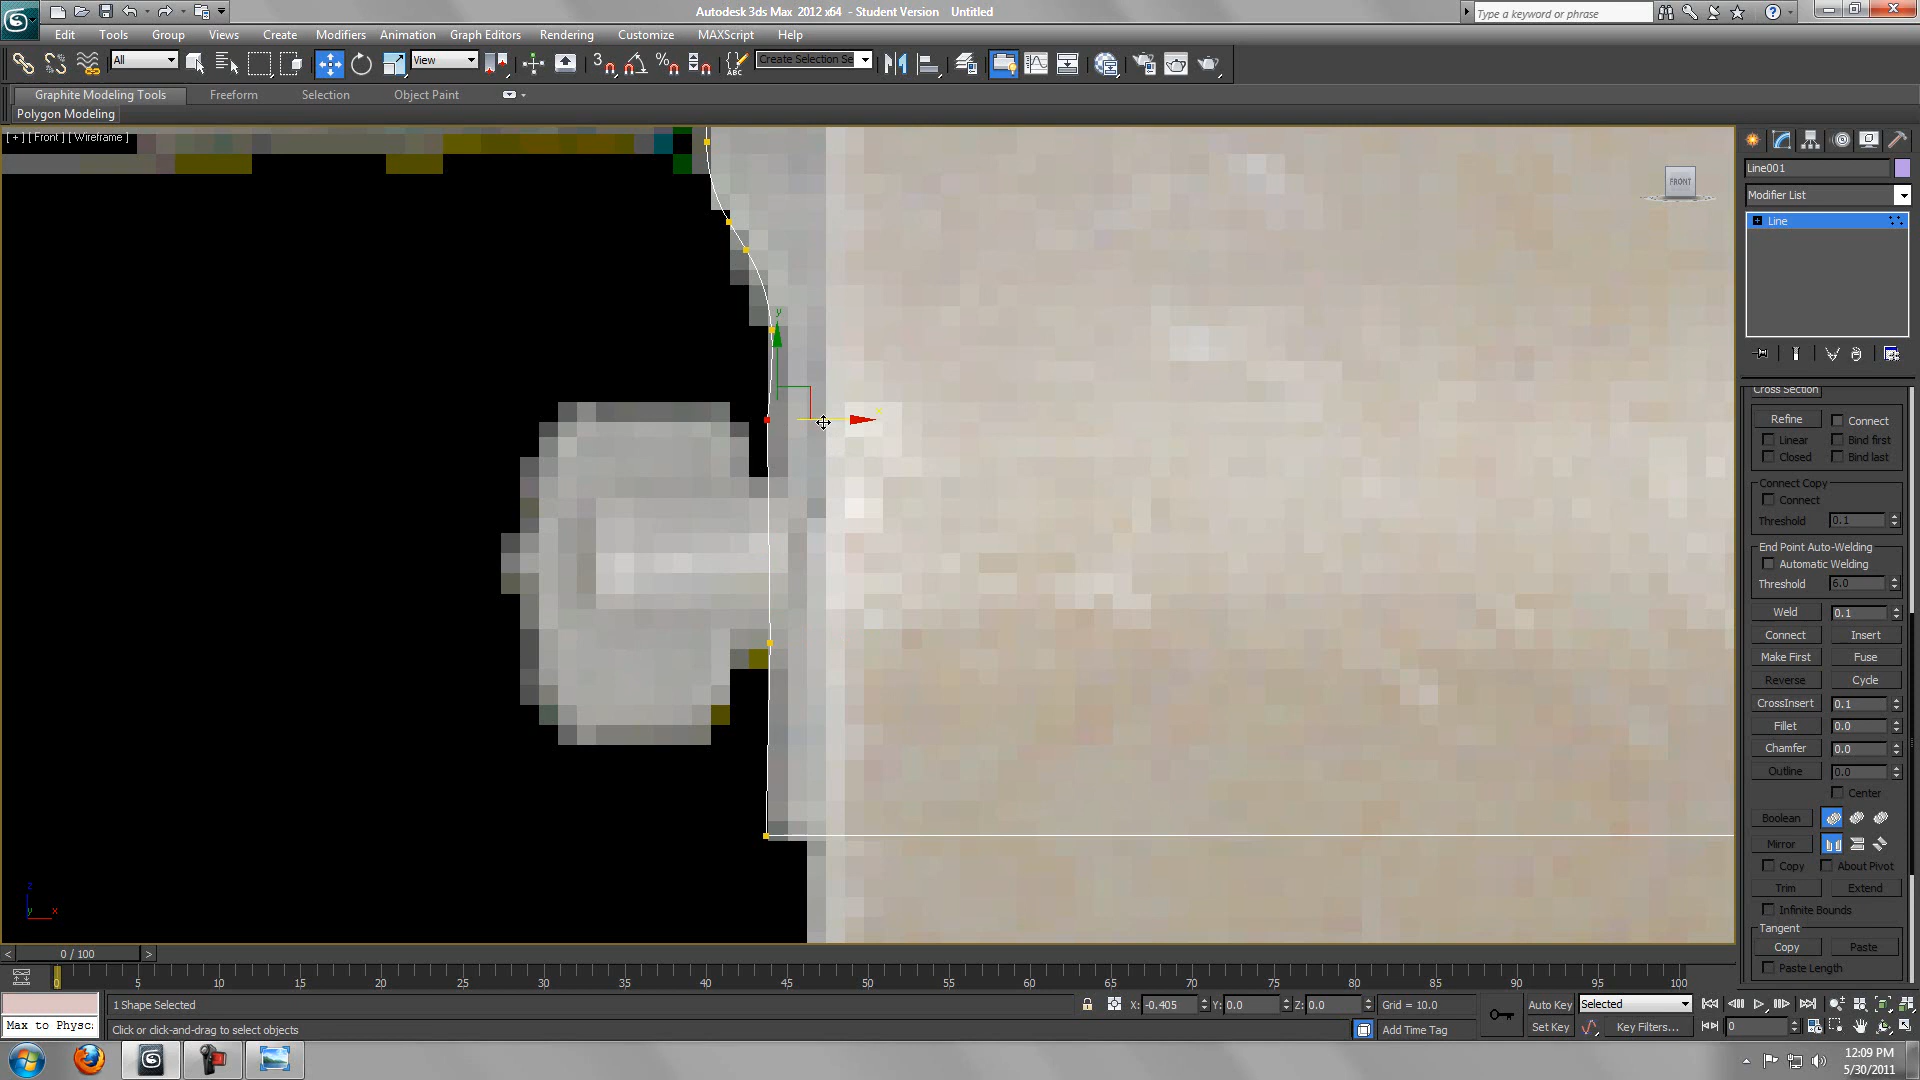 Autodesk 3ds Max 2012 x64 - Student Version Untitled
Type a keyword or phrase
Edit Tools Group Views Create Modifiers Animation Graph Editors Rendering Customize MAXScript Help
All
View
3
ABC
Create Selection Se
Graphite Modeling Tools Freeform Selection Object Paint
Polygon Modeling
[ + ] [ Front ] [ Wireframe ]
FRONT
Line001
Modifier List
Line
Cross Section
Refine Connect
Linear Bind first
Closed Bind last
Connect Copy
Connect
Threshold 0.1
End Point Auto-Welding
Automatic Welding
Threshold 6.0
Weld 0.1
Connect Insert
Make First Fuse
Reverse Cycle
CrossInsert 0.1
Fillet 0.0
Chamfer 0.0
Outline 0.0
Center
Boolean
Mirror
Copy About Pivot
Trim Extend
Infinite Bounds
Tangent
Copy Paste
Paste Length
y
x
z
y x
< 0 / 100 >
0 5 10 15 20 25 30 35 40 45 50 55 60 65 70 75 80 85 90 95 100
1 Shape Selected
X: -0.405 Y: 0.0 Z: 0.0 Grid = 10.0
Auto Key Selected
Max to Physc:
Click or click-and-drag to select objects
Add Time Tag
Set Key Key Filters... 0
12:09 PM
5/30/2011